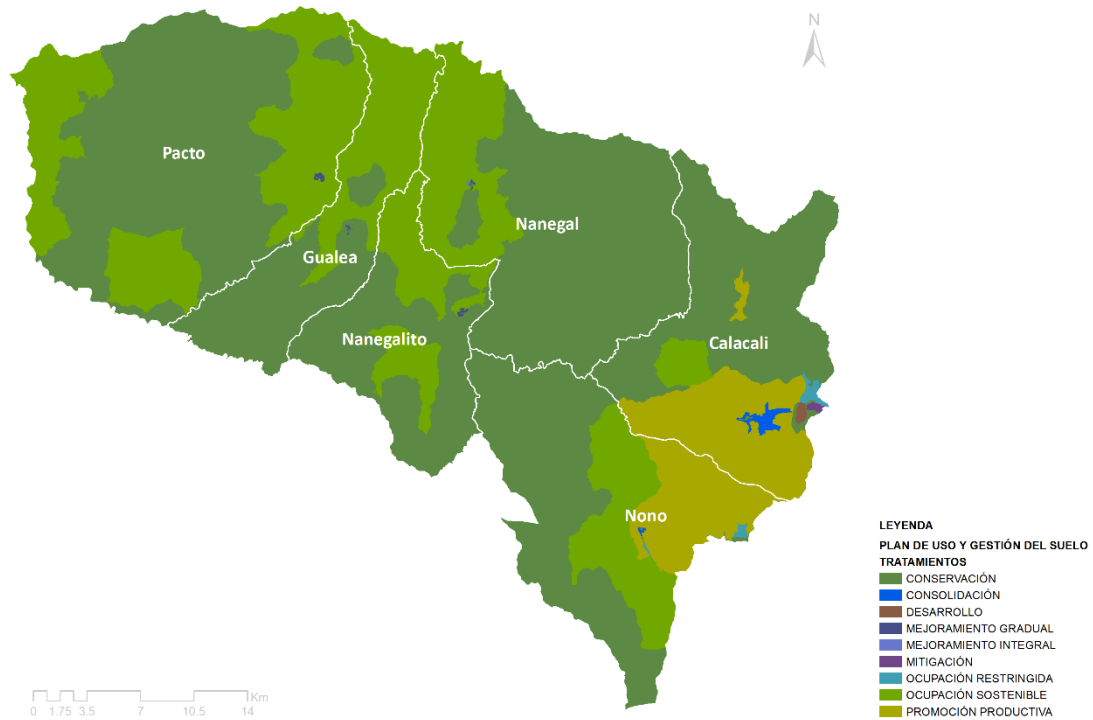 N
Pacto
Nanegal
Gualea
Nanegalito
Calacali
Nono
LEYENDA
PLAN DE USO Y GESTIÓN DEL SUELO
TRATAMIENTOS
CONSERVACIÓN
CONSOLIDACIÓN
DESARROLLO
MEJORAMIENTO GRADUAL
MEJORAMIENTO INTEGRAL
MITIGACIÓN
OCUPACIÓN RESTRINGIDA
OCUPACIÓN SOSTENIBLE
PROMOCIÓN PRODUCTIVA
Km
0 1.75 3.5 7 10.5 14